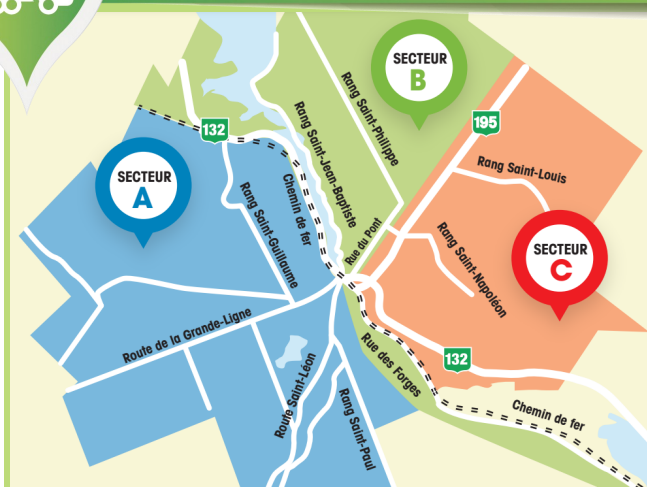 SECTEUR
B
195
132
Rang Saint-Philippe
Rang Saint-Jean-Baptiste
Rang Saint-Louis
SECTEUR
A
Chemin de fer
Rang Saint-Guillaume
Rue du Pont
Rang Saint-Napoléon
SECTEUR
C
Route de la Grande-Ligne
Rue des Forges
132
Route Saint-Léon
Rang Saint-Paul
Chemin de fer